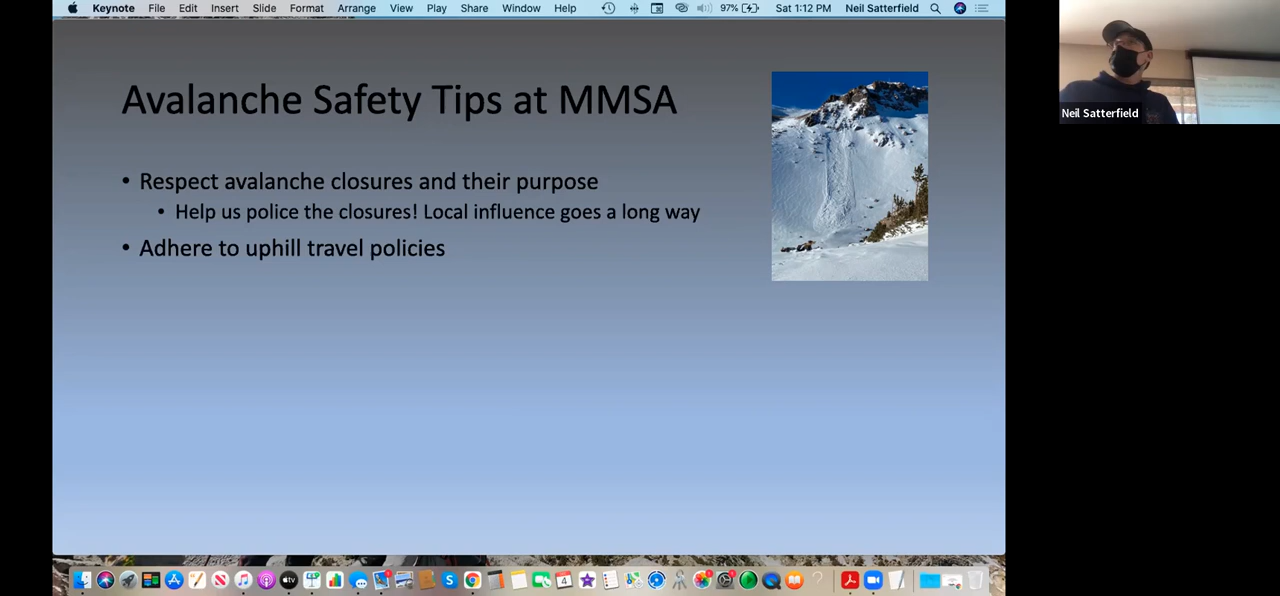 Keynote File Edit Insert Slide Format Arrange View Play Share Window Help 97% Sat 1:12 PM Neil Satterfield
Avalanche Safety Tips at MMSA
• Respect avalanche closures and their purpose
• Help us police the closures! Local influence goes a long way
• Adhere to uphill travel policies
Neil Satterfield
tv
4